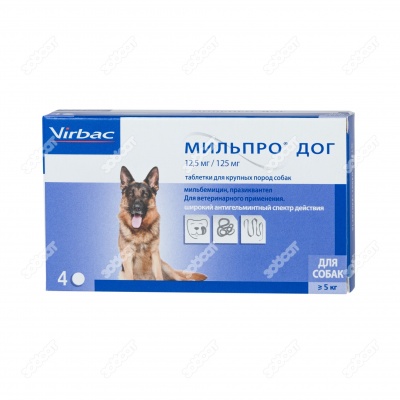 Virbac
МИЛЬПРО® ДОГ
12,5 мг / 125 мг
таблетки для крупных пород собак
мильбемицин, празиквантел
Для ветеринарного применения.
широкий антигельминтный спектр действия
4
ДЛЯ
СОБАК
≥ 5 кг